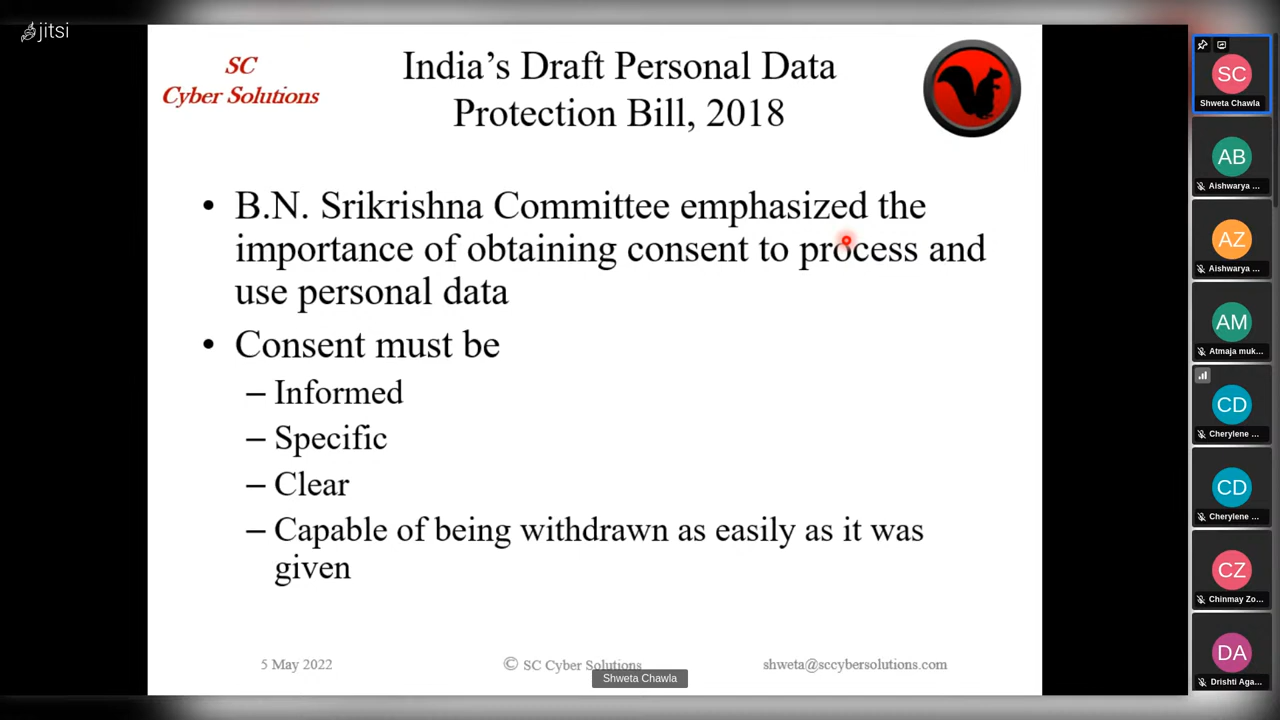 jitsi
SC
Cyber Solutions
India's Draft Personal Data
Protection Bill, 2018
• B.N. Srikrishna Committee emphasized the
importance of obtaining consent to process and
use personal data
• Consent must be
– Informed
– Specific
– Clear
– Capable of being withdrawn as easily as it was
given
5 May 2022
© SC Cyber Solutions
shweta@sccybersolutions.com
Shweta Chawla
SC
Shweta Chawla
AB
Aishwarya ...
AZ
Aishwarya ...
AM
Atmaja muk...
CD
Cherylene ...
CD
Cherylene ...
CZ
Chinmay Zo...
DA
Drishti Aga...